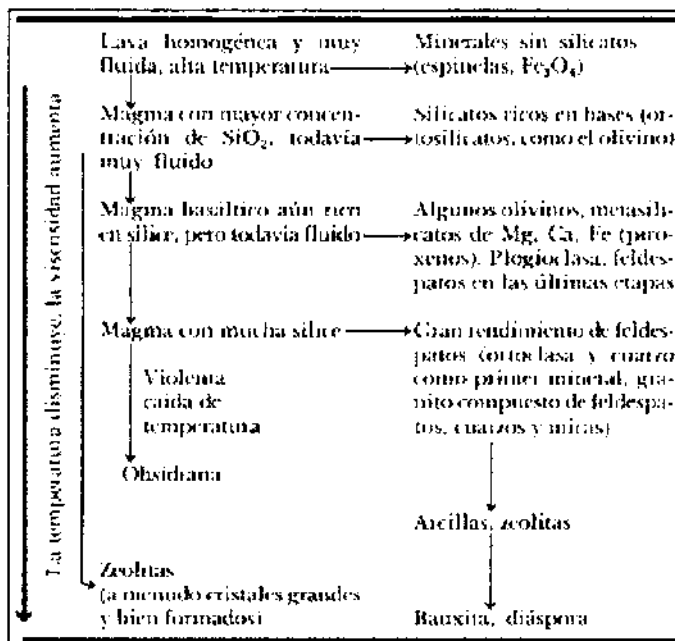 La temperatura disminuye, la viscosidad aumenta
Lava homogénea y muy
fluida, alta temperatura
Minerales sin silicatos
(espinelas, Fe₃O₄)
Magma con mayor concen-
tración de SiO₂, todavía
muy fluido
Silicatos ricos en bases (or-
tosilicatos, como el olivino)
Magma basáltico aún rico
en sílice, pero todavía fluido
Algunos olivinos, metasili-
catos de Mg, Ca, Fe (piro-
xenos). Plogioclasa, feldes-
patos en las últimas etapas
Magma con mucha sílice
Gran rendimiento de feldes-
patos (ortoclasa y cuarzo
como primer mineral, gra-
nito compuesto de feldespa-
tos, cuarzos y micas)
Violenta
caída de
temperatura
Obsidiana
Arcillas, zeolitas
Zeolitas
(a menudo cristales grandes
y bien formados)
Bauxita, diáspora